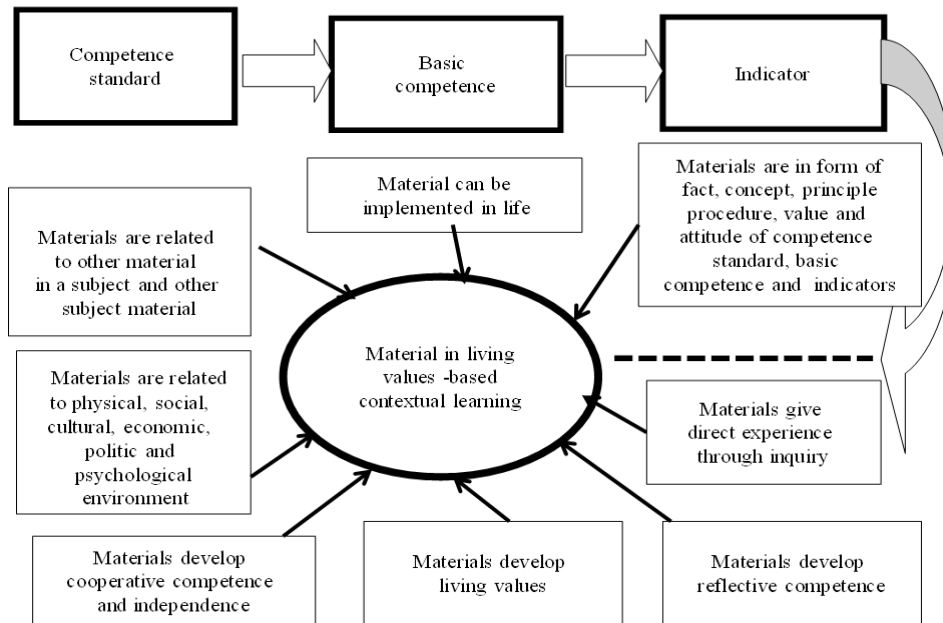 Competence
standard
Basic
competence
Indicator
Material can be
implemented in life
Materials are in form of
fact, concept, principle
procedure, value and
attitude of competence
standard, basic
competence and indicators
Materials are related
to other material
in a subject and other
subject material
Material in living
values -based
contextual learning
Materials are related
to physical, social,
cultural, economic,
politic and
psychological
environment
Materials give
direct experience
through inquiry
Materials develop
cooperative competence
and independence
Materials develop
living values
Materials develop
reflective competence